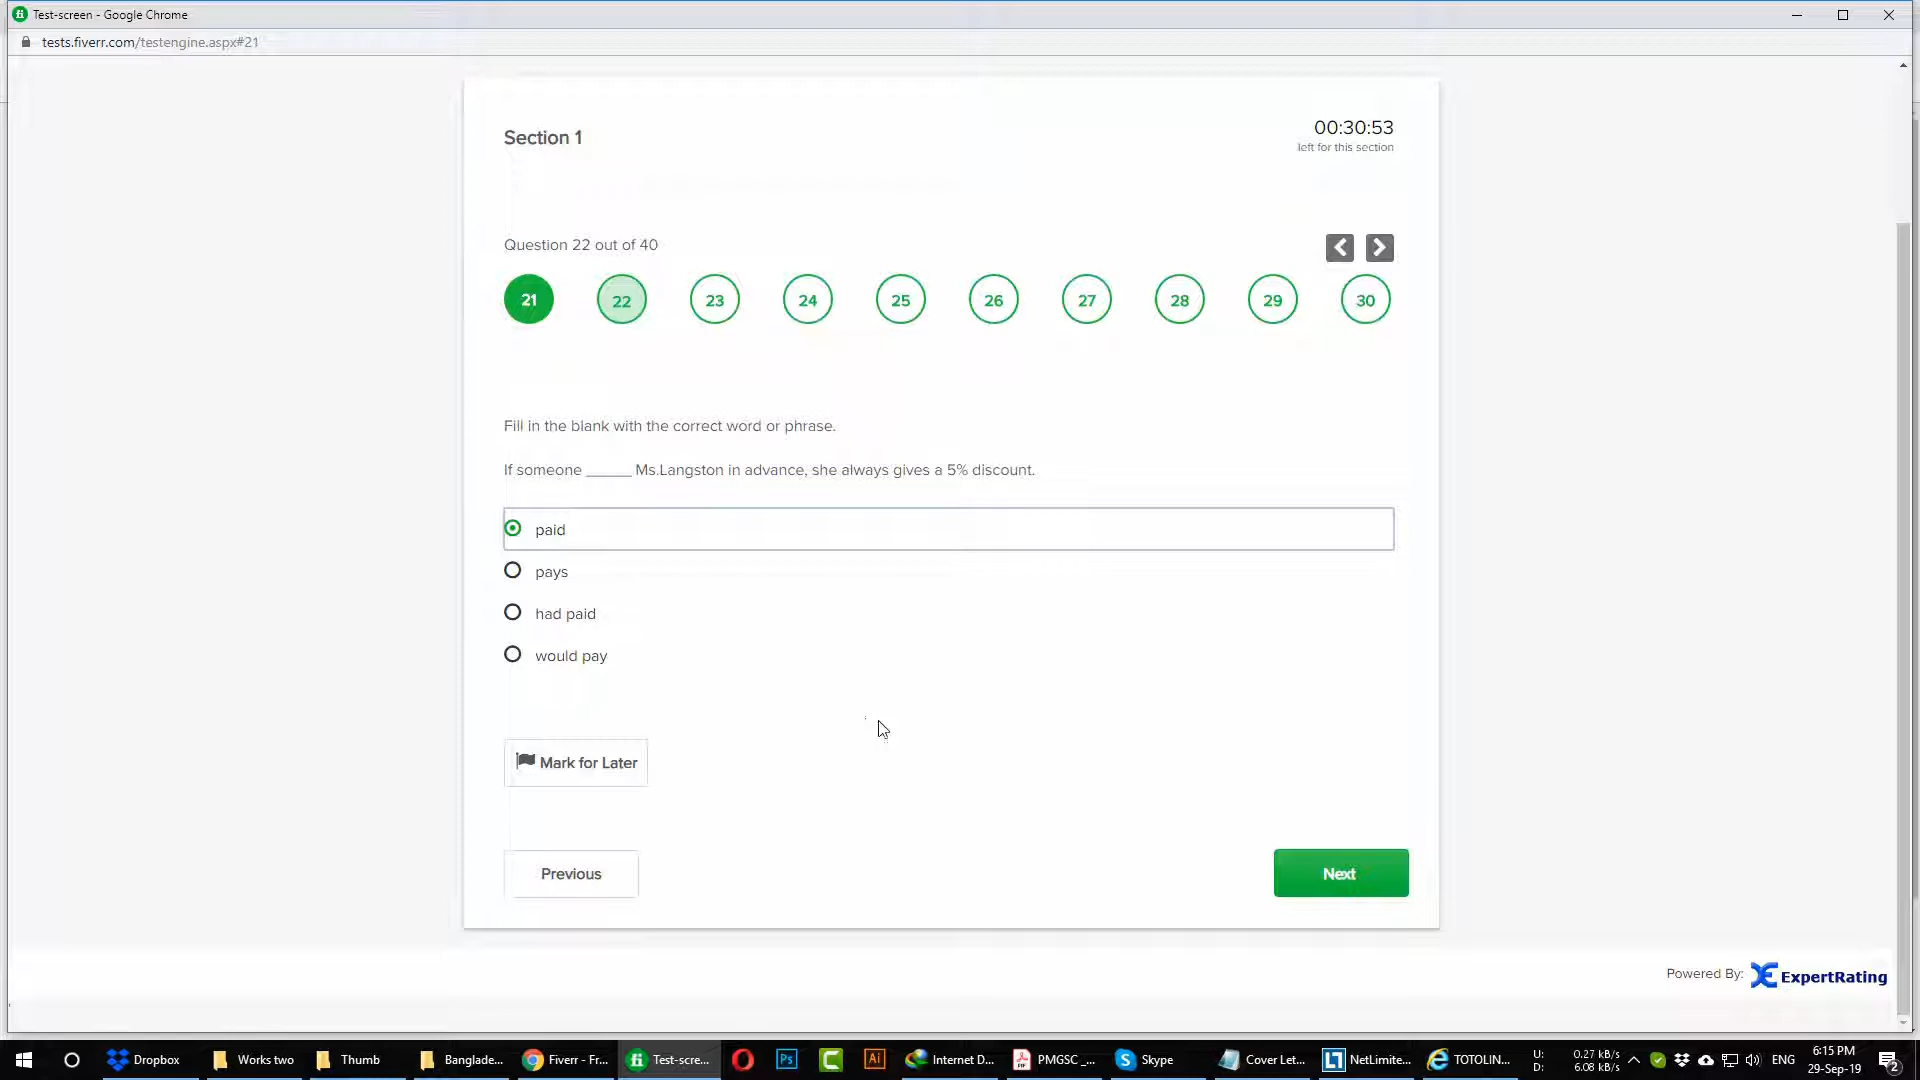 Test-screen - Google Chrome
tests.fiverr.com/testengine.aspx#21
Section 1
00:30:53
left for this section
Question 22 out of 40
21 22 23 24 25 26 27 28 29 30
Fill in the blank with the correct word or phrase.
If someone ______ Ms.Langston in advance, she always gives a 5% discount.
paid
pays
had paid
would pay
Mark for Later
Previous
Next
Powered By: ExpertRating
Dropbox
Works two
Thumb
Banglade...
Fiverr - Fr...
fi
Test-scre...
Ps
Ai
Internet D...
PMGSC _...
Skype
Cover Let...
NetLimite...
TOTOLIN...
U: 0.27 kB/s
D: 6.08 kB/s
ENG
6:15 PM
29-Sep-19
2